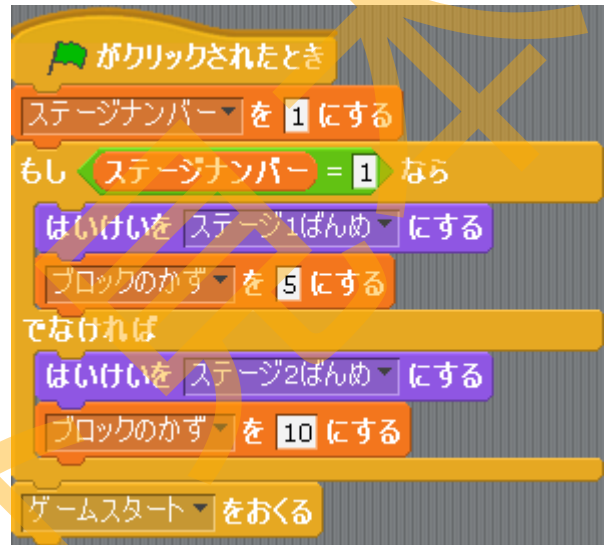 がクリックされたとき
ステージナンバー を 1 にする
もし ステージナンバー = 1 なら
はいけいを ステージ1ばんめ にする
ブロックのかず を 5 にする
でなければ
はいけいを ステージ2ばんめ にする
ブロックのかず を 10 にする
ゲームスタート をおくる